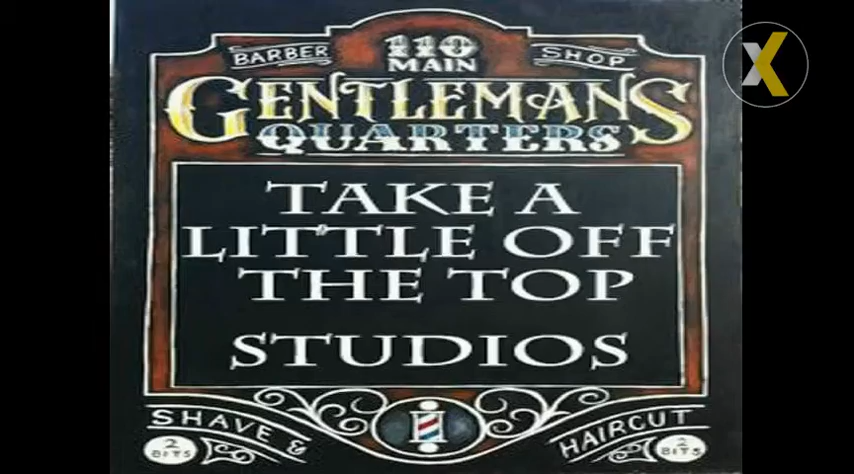 BARBER SHOP
110
MAIN
GENTLEMANS
QUARTERS
TAKE A
LITTLE OFF
THE TOP
STUDIOS
SHAVE & HAIRCUT
2 BITS
2 BITS
X